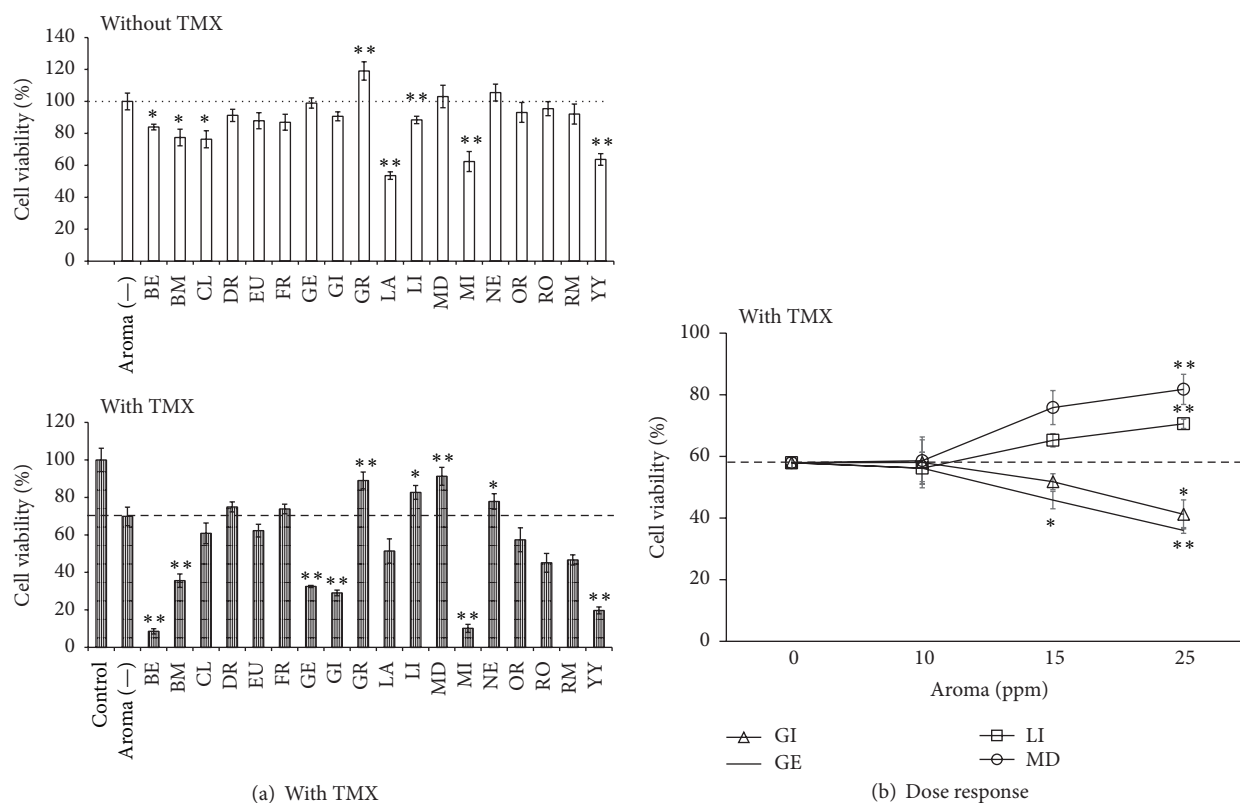 Without TMX
Cell viability (%)
140
120
100
80
60
40
20
0
** 
* * * ** ** ** **
Aroma (—) BE BM CL DR EU FR GE GI GR LA LI MD MI NE OR RO RM YY
With TMX
Cell viability (%)
120
100
80
60
40
20
0
** ** ** ** ** * ** ** * **
Control Aroma (—) BE BM CL DR EU FR GE GI GR LA LI MD MI NE OR RO RM YY
(a) With TMX
With TMX
Cell viability (%)
100
80
60
40
20
0
**
**
*
* **
0 10 15 25
Aroma (ppm)
GI LI
GE MD
(b) Dose response